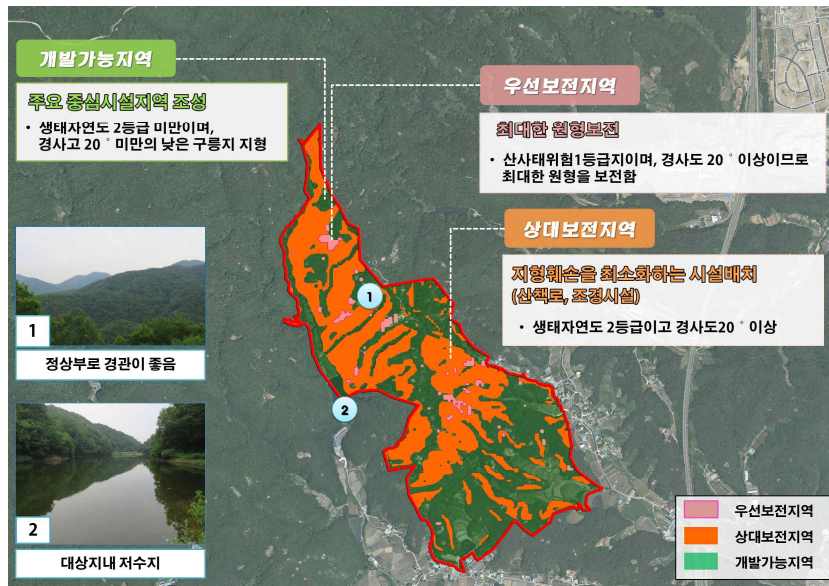 개발가능지역
주요 중심시설지역 조성
• 생태자연도 2등급 미만이며,
경사고 20˚ 미만의 낮은 구릉지 지형
우선보전지역
최대한 원형보전
• 산사태위험1등급지이며, 경사도 20˚ 이상이므로
최대한 원형을 보전함
상대보전지역
지형훼손을 최소화하는 시설배치
(산책로, 조경시설)
• 생태자연도 2등급이고 경사도20˚ 이상
1
정상부로 경관이 좋음
2
대상지내 저수지
1
2
우선보전지역
상대보전지역
개발가능지역